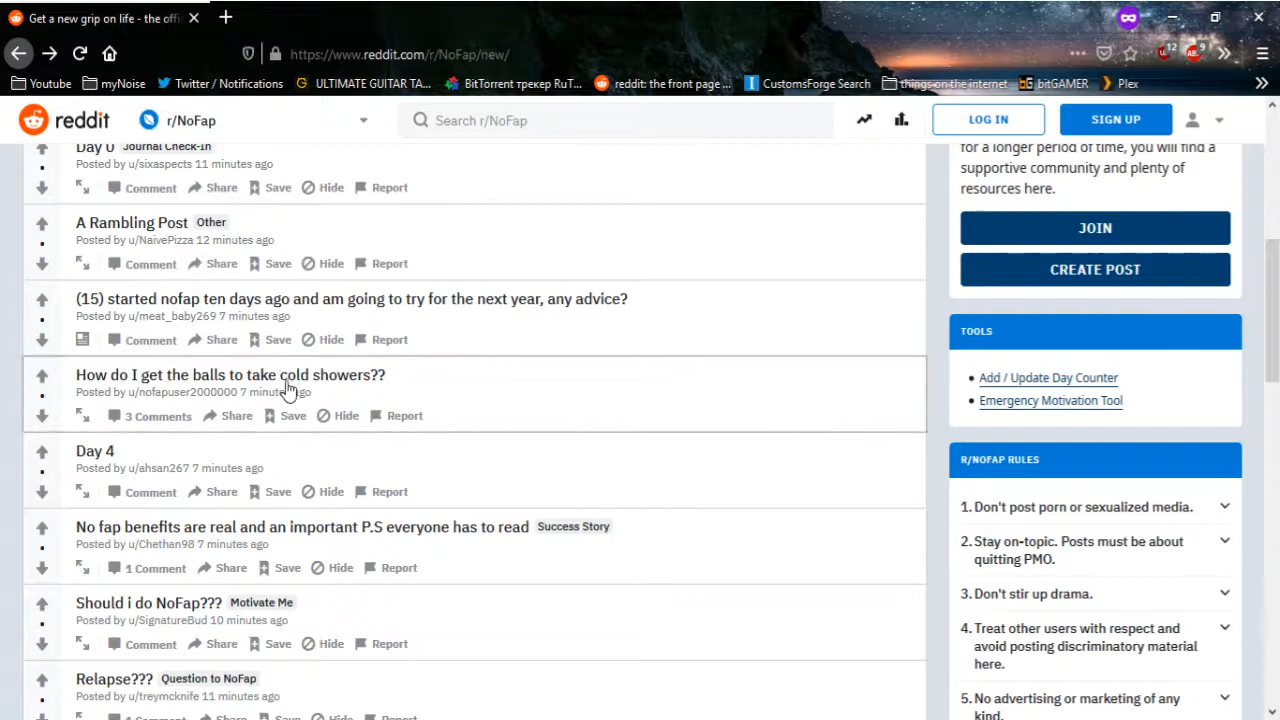 Get a new grip on life - the offi
https://www.reddit.com/r/NoFap/new/
12
9
Youtube
myNoise
Twitter / Notifications
ULTIMATE GUITAR TA...
BitTorrent трекер RuT...
reddit: the front page ...
CustomsForge Search
things on the internet
bitGAMER
Plex
reddit
r/NoFap
Search r/NoFap
LOG IN
SIGN UP
Day 0 Journal Check-In
Posted by u/sixaspects 11 minutes ago
Comment Share Save Hide Report
A Rambling Post Other
Posted by u/NaivePizza 12 minutes ago
Comment Share Save Hide Report
(15) started nofap ten days ago and am going to try for the next year, any advice?
Posted by u/meat_baby269 7 minutes ago
Comment Share Save Hide Report
How do I get the balls to take cold showers??
Posted by u/nofapuser2000000 7 minutes ago
3 Comments Share Save Hide Report
Day 4
Posted by u/ahsan267 7 minutes ago
Comment Share Save Hide Report
No fap benefits are real and an important P.S everyone has to read Success Story
Posted by u/Chethan98 7 minutes ago
1 Comment Share Save Hide Report
Should i do NoFap??? Motivate Me
Posted by u/SignatureBud 10 minutes ago
Comment Share Save Hide Report
Relapse??? Question to NoFap
Posted by u/treymcknife 11 minutes ago
1 Comment Share Save Hide Report
for a longer period of time, you will find a
supportive community and plenty of
resources here.
JOIN
CREATE POST
TOOLS
Add / Update Day Counter
Emergency Motivation Tool
R/NOFAP RULES
1. Don't post porn or sexualized media.
2. Stay on-topic. Posts must be about
quitting PMO.
3. Don't stir up drama.
4. Treat other users with respect and
avoid posting discriminatory material
here.
5. No advertising or marketing of any
kind.